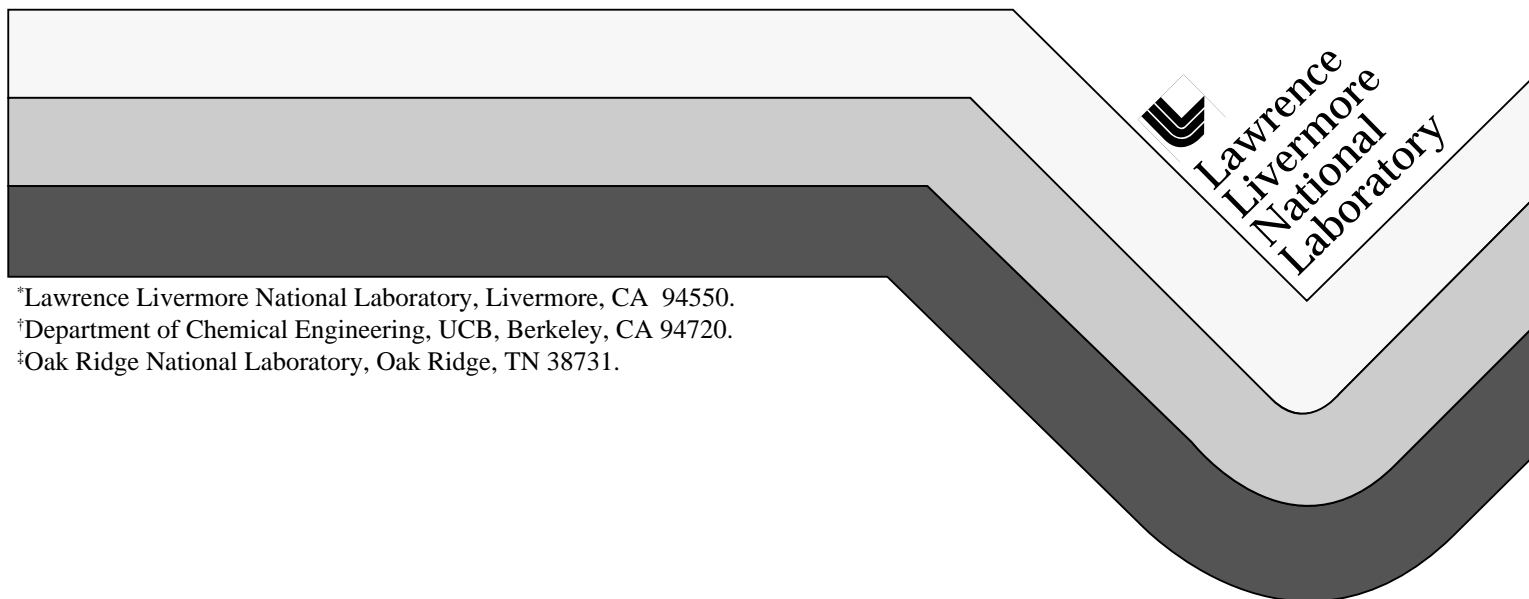 Lawrence
Livermore
National
Laboratory
*Lawrence Livermore National Laboratory, Livermore, CA  94550.
†Department of Chemical Engineering, UCB, Berkeley, CA 94720.
‡Oak Ridge National Laboratory, Oak Ridge, TN 38731.